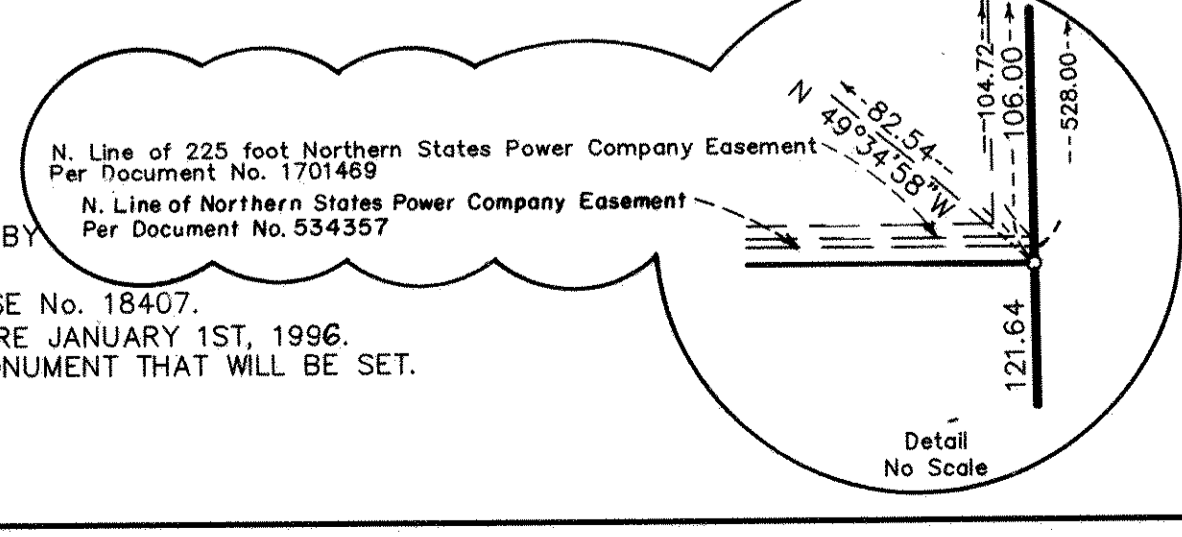 N. Line of 225 foot Northern States Power Company Easement
Per Document No. 1701469
N. Line of Northern States Power Company Easement
Per Document No. 534357
BY
SE No. 18407.
RE JANUARY 1ST, 1996.
NUMENT THAT WILL BE SET.
82.54
N 49°34'58"W
104.72
106.00
528.00
121.64
Detail
No Scale